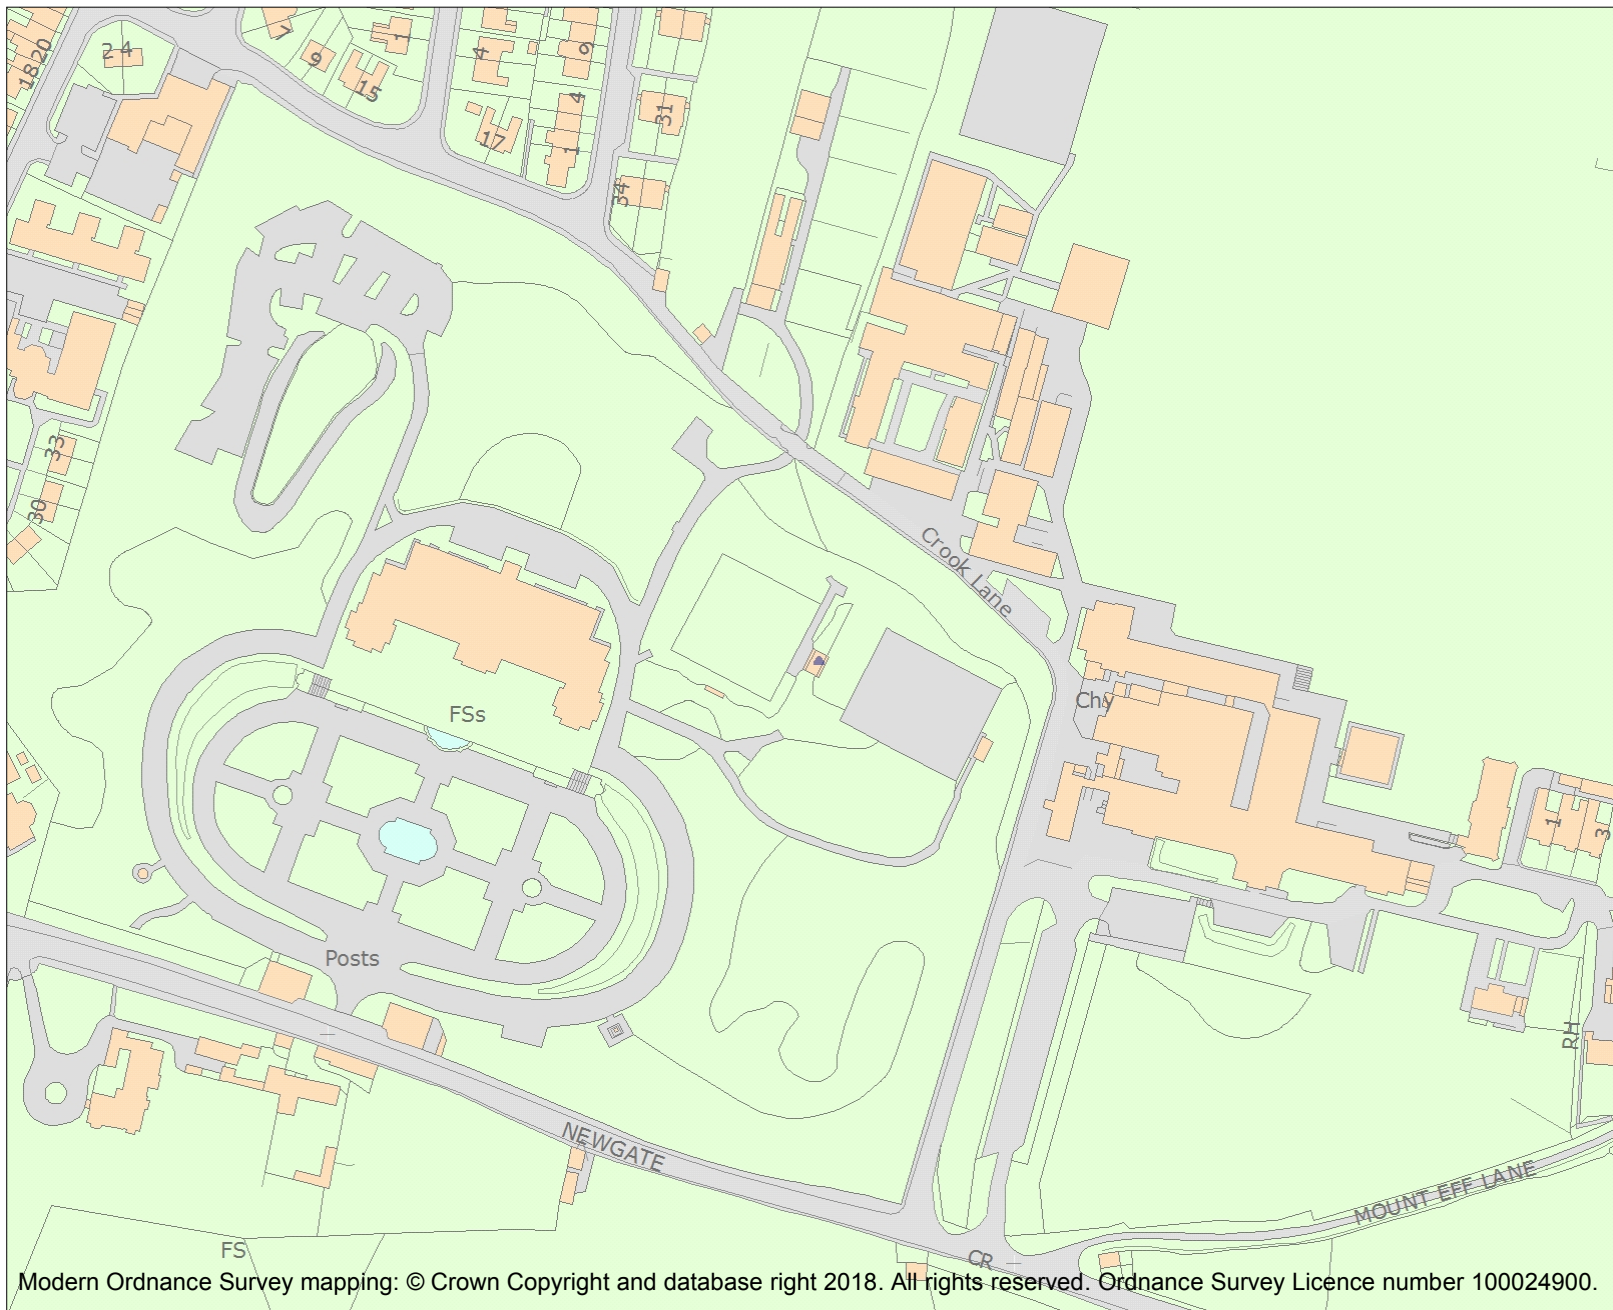 18 20
2 4
7
9
15
1
4
9
17
4
1
31
34
33
30
Crook Lane
Chy
FSs
Posts
1
3
RH
NEWGATE
MOUNT EFF LANE
CR
FS
Modern Ordnance Survey mapping: © Crown Copyright and database right 2018. All rights reserved. Ordnance Survey Licence number 100024900.